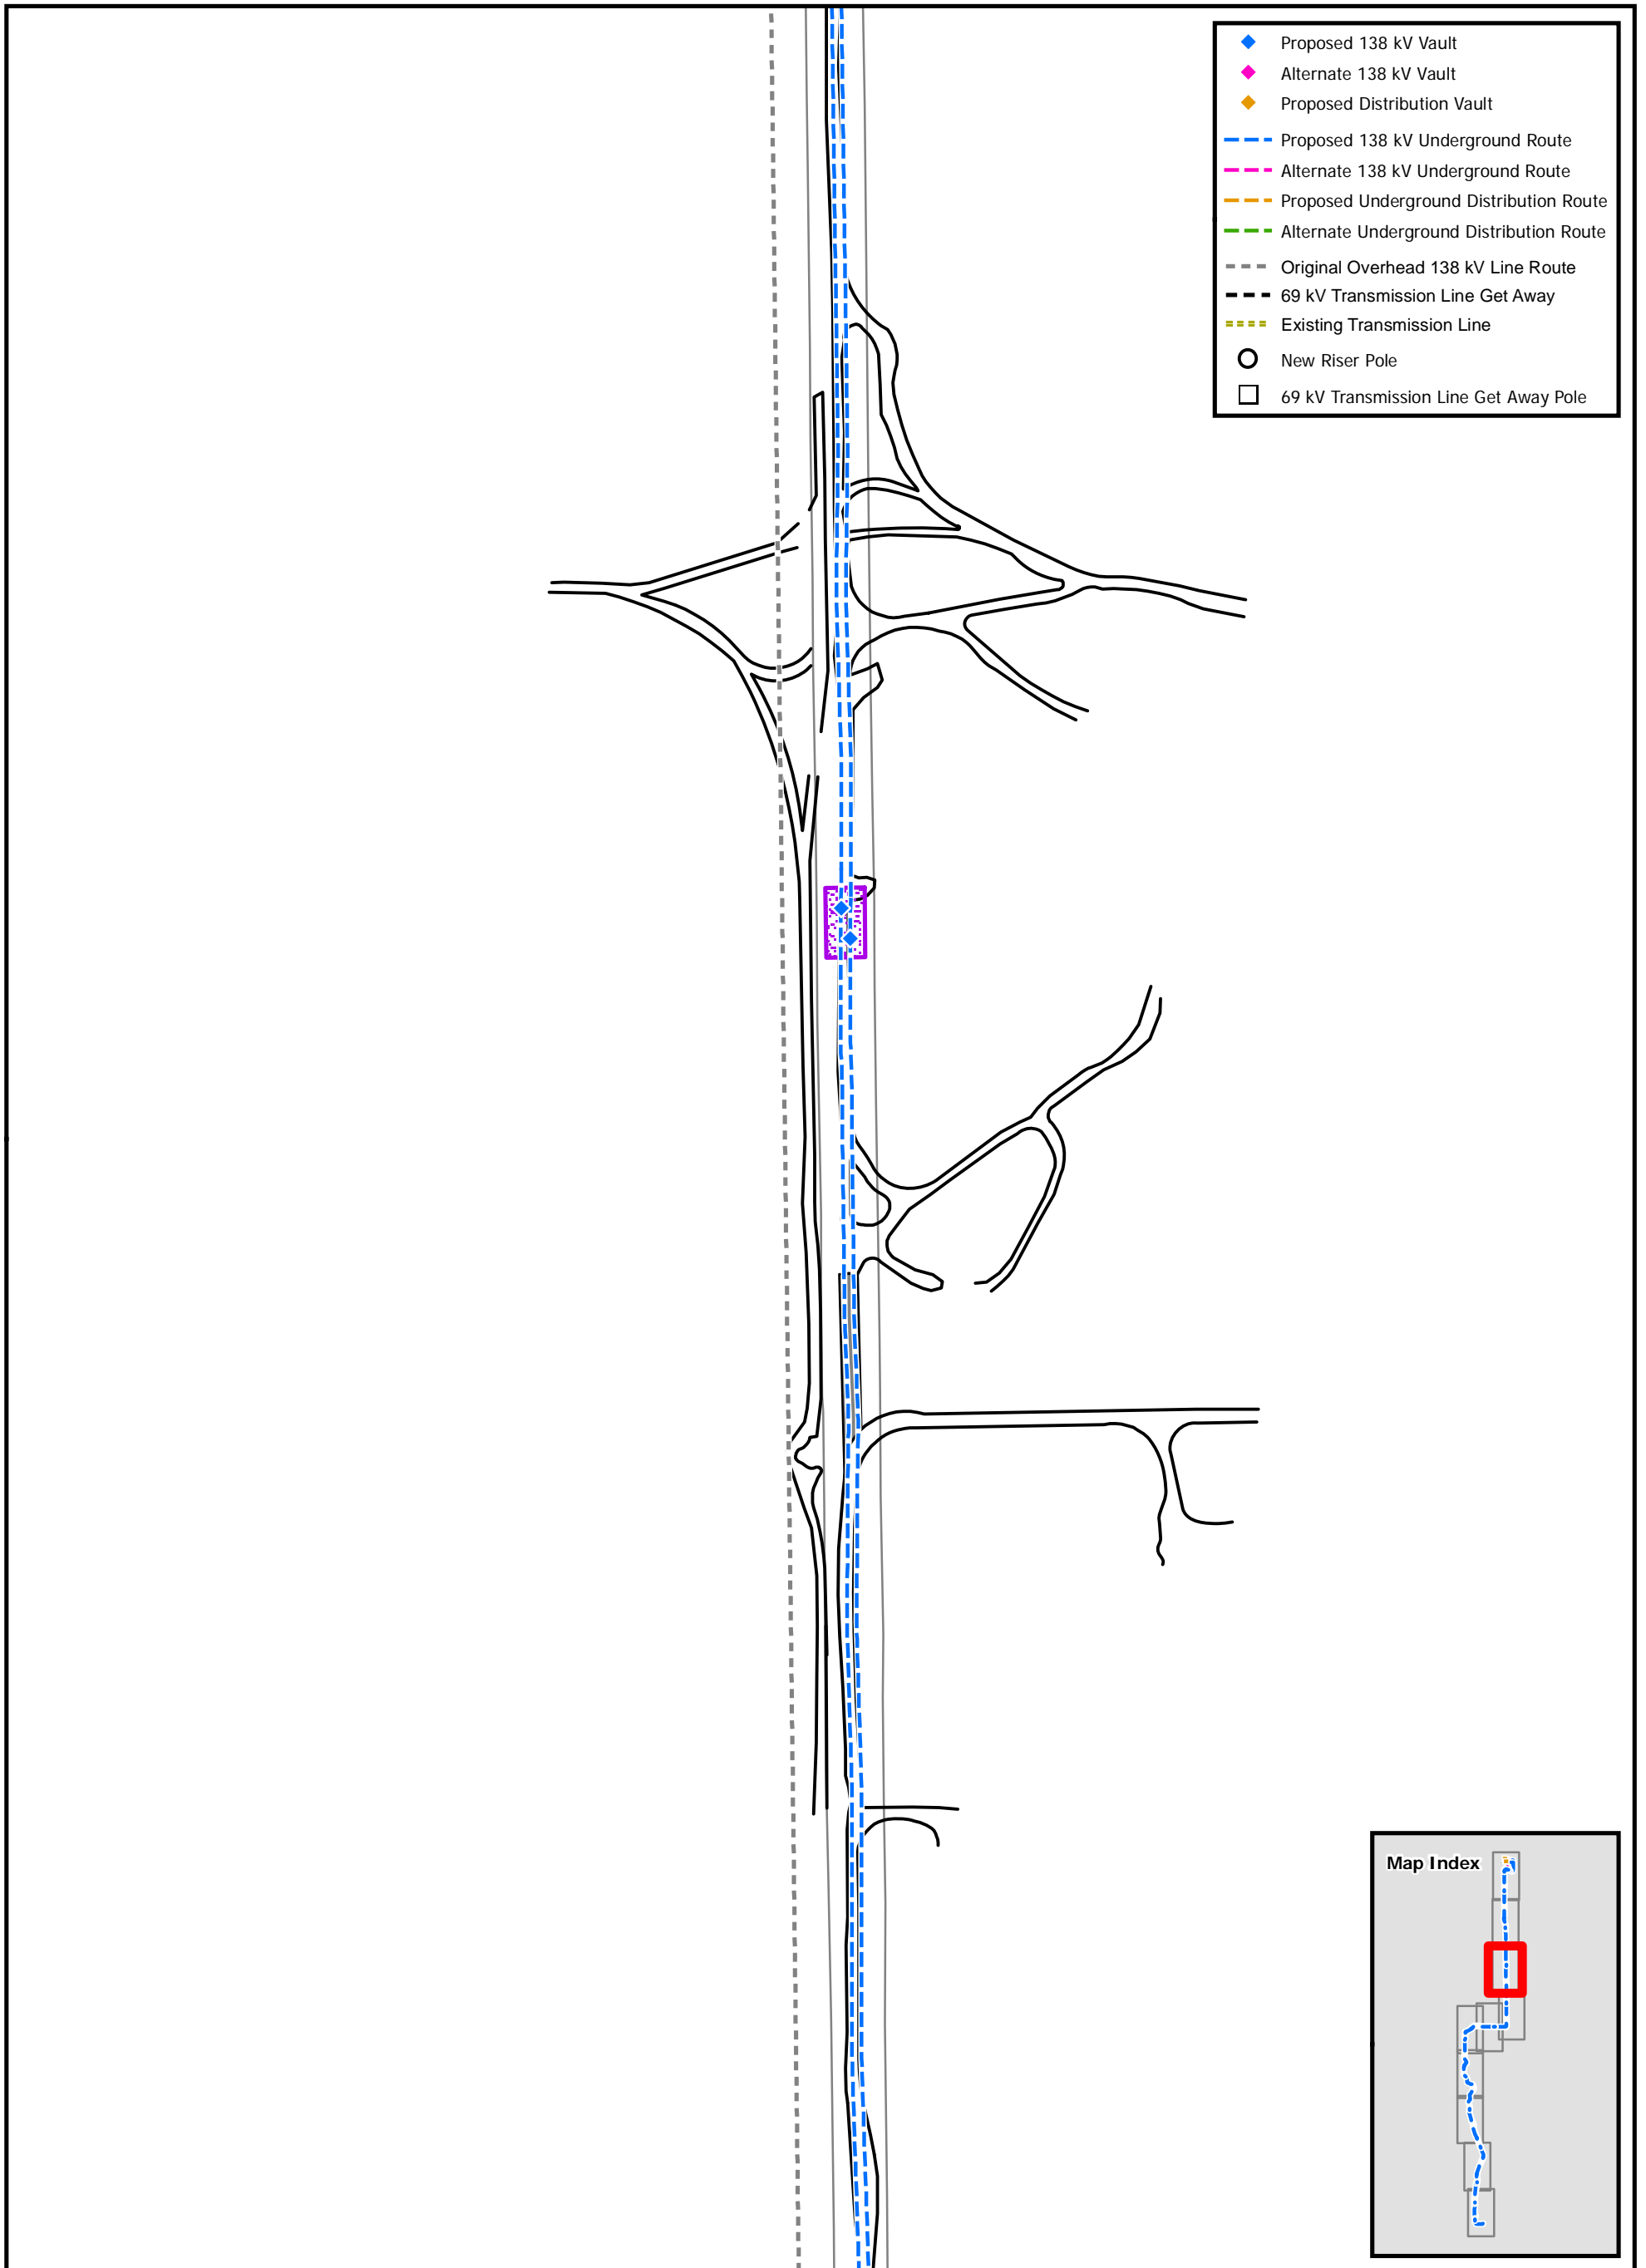 Proposed 138 kV Vault
Alternate 138 kV Vault
Proposed Distribution Vault
Proposed 138 kV Underground Route
Alternate 138 kV Underground Route
Proposed Underground Distribution Route
Alternate Underground Distribution Route
Original Overhead 138 kV Line Route
69 kV Transmission Line Get Away
Existing Transmission Line
New Riser Pole
69 kV Transmission Line Get Away Pole
Map Index